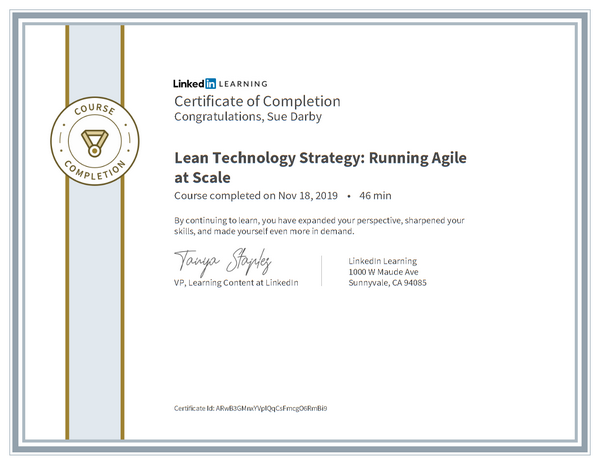 COURSE
COMPLETION
Linked in LEARNING
Certificate of Completion
Congratulations, Sue Darby
Lean Technology Strategy: Running Agile
at Scale
Course completed on Nov 18, 2019 • 46 min
By continuing to learn, you have expanded your perspective, sharpened your
skills, and made yourself even more in demand.
Tanya Staples
VP, Learning Content at LinkedIn
LinkedIn Learning
1000 W Maude Ave
Sunnyvale, CA 94085
Certificate Id: